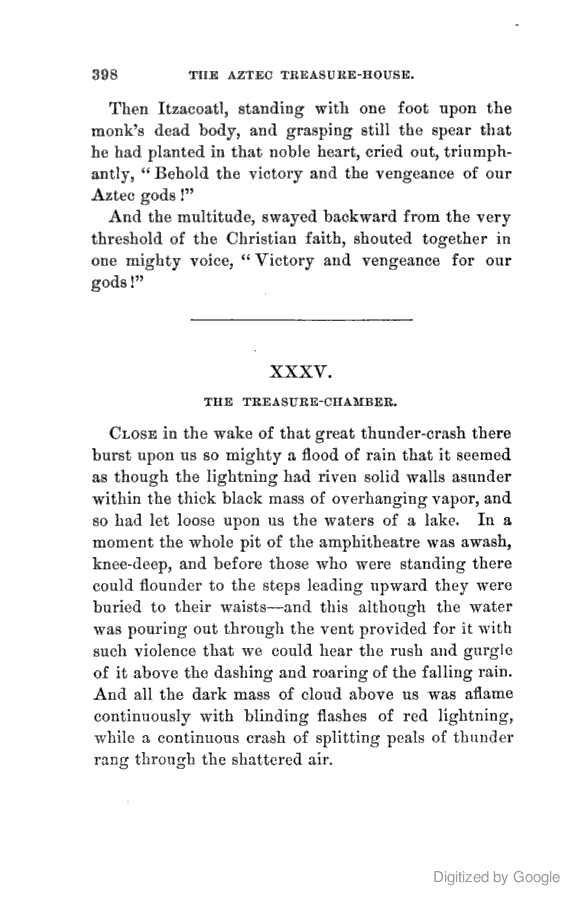 398 THE AZTEC TREASURE-HOUSE.
Then Itzacoatl, standing with one foot upon the
monk's dead body, and grasping still the spear that
he had planted in that noble heart, cried out, triumph-
antly, “Behold the victory and the vengeance of our
Aztec gods!”
And the multitude, swayed backward from the very
threshold of the Christian faith, shouted together in
one mighty voice, “Victory and vengeance for our
gods!”
XXXV.
THE TREASURE-CHAMBER.
CLOSE in the wake of that great thunder-crash there
burst upon us so mighty a flood of rain that it seemed
as though the lightning had riven solid walls asunder
within the thick black mass of overhanging vapor, and
so had let loose upon us the waters of a lake. In a
moment the whole pit of the amphitheatre was awash,
knee-deep, and before those who were standing there
could flounder to the steps leading upward they were
buried to their waists—and this although the water
was pouring out through the vent provided for it with
such violence that we could hear the rush and gurgle
of it above the dashing and roaring of the falling rain.
And all the dark mass of cloud above us was aflame
continuously with blinding flashes of red lightning,
while a continuous crash of splitting peals of thunder
rang through the shattered air.
Digitized by Google